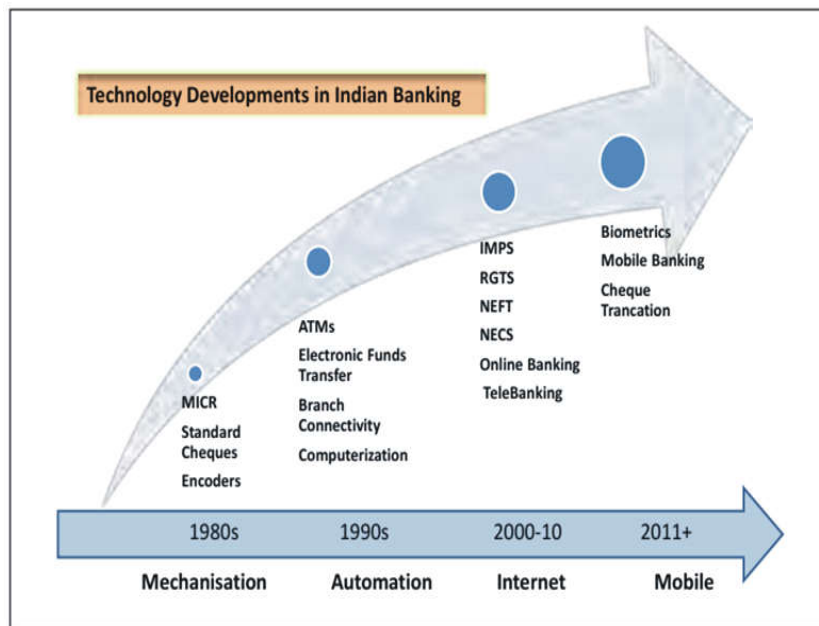 Technology Developments in Indian Banking
MICR
Standard
Cheques
Encoders
ATMs
Electronic Funds
Transfer
Branch
Connectivity
Computerization
IMPS
RGTS
NEFT
NECS
Online Banking
TeleBanking
Biometrics
Mobile Banking
Cheque
Trancation
1980s
1990s
2000-10
2011+
Mechanisation
Automation
Internet
Mobile